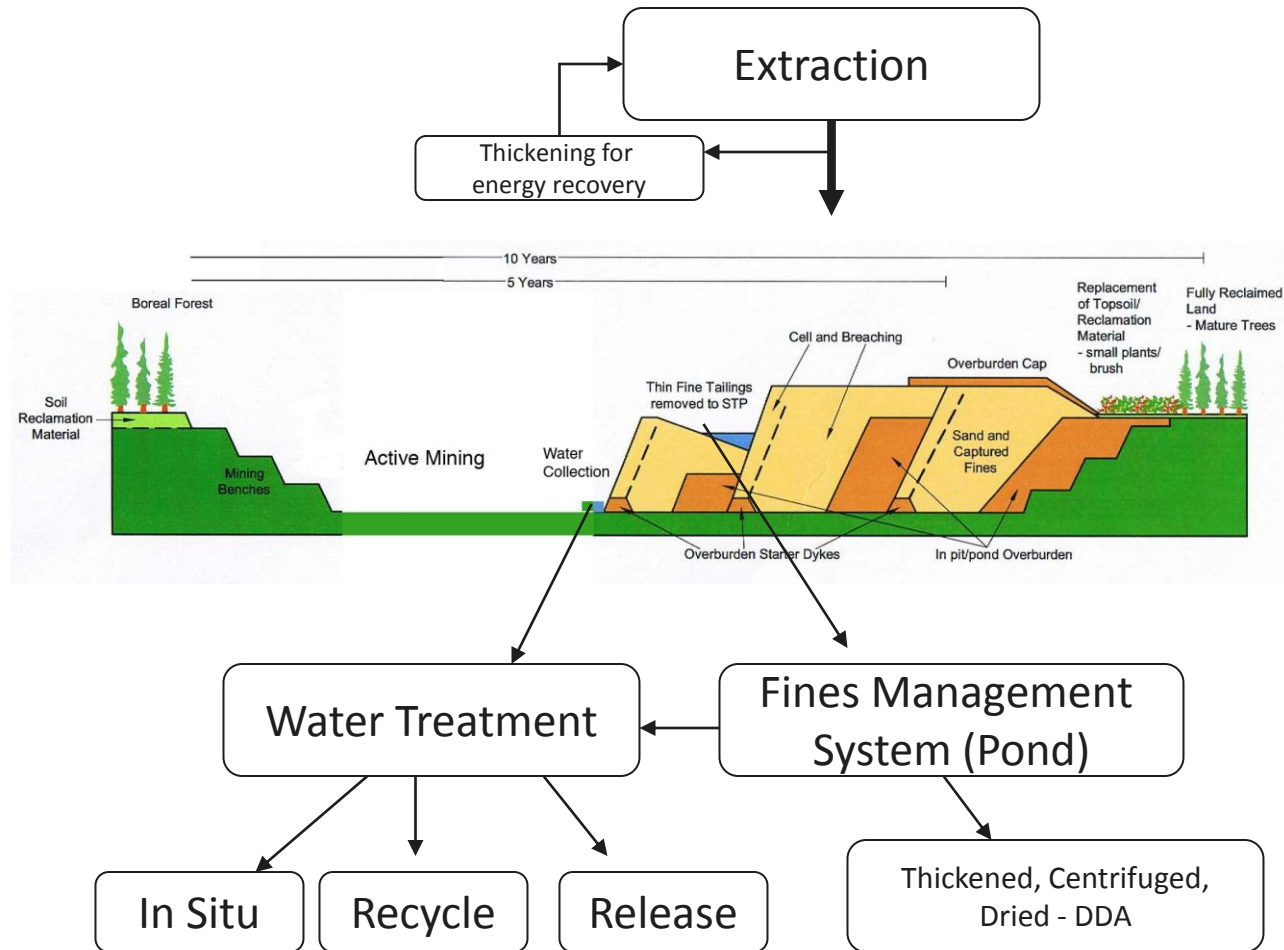 Extraction
Thickening for
energy recovery
10 Years
5 Years
Boreal Forest
Replacement
of Topsoil/
Reclamation
Material
- small plants/
brush
Fully Reclaimed
Land
- Mature Trees
Cell and Breaching
Overburden Cap
Thin Fine Tailings
removed to STP
Soil
Reclamation
Material
Mining
Benches
Active Mining
Water
Collection
Sand and
Captured
Fines
Overburden Starter Dykes
In pit/pond Overburden
Water Treatment
Fines Management
System (Pond)
In Situ
Recycle
Release
Thickened, Centrifuged,
Dried - DDA